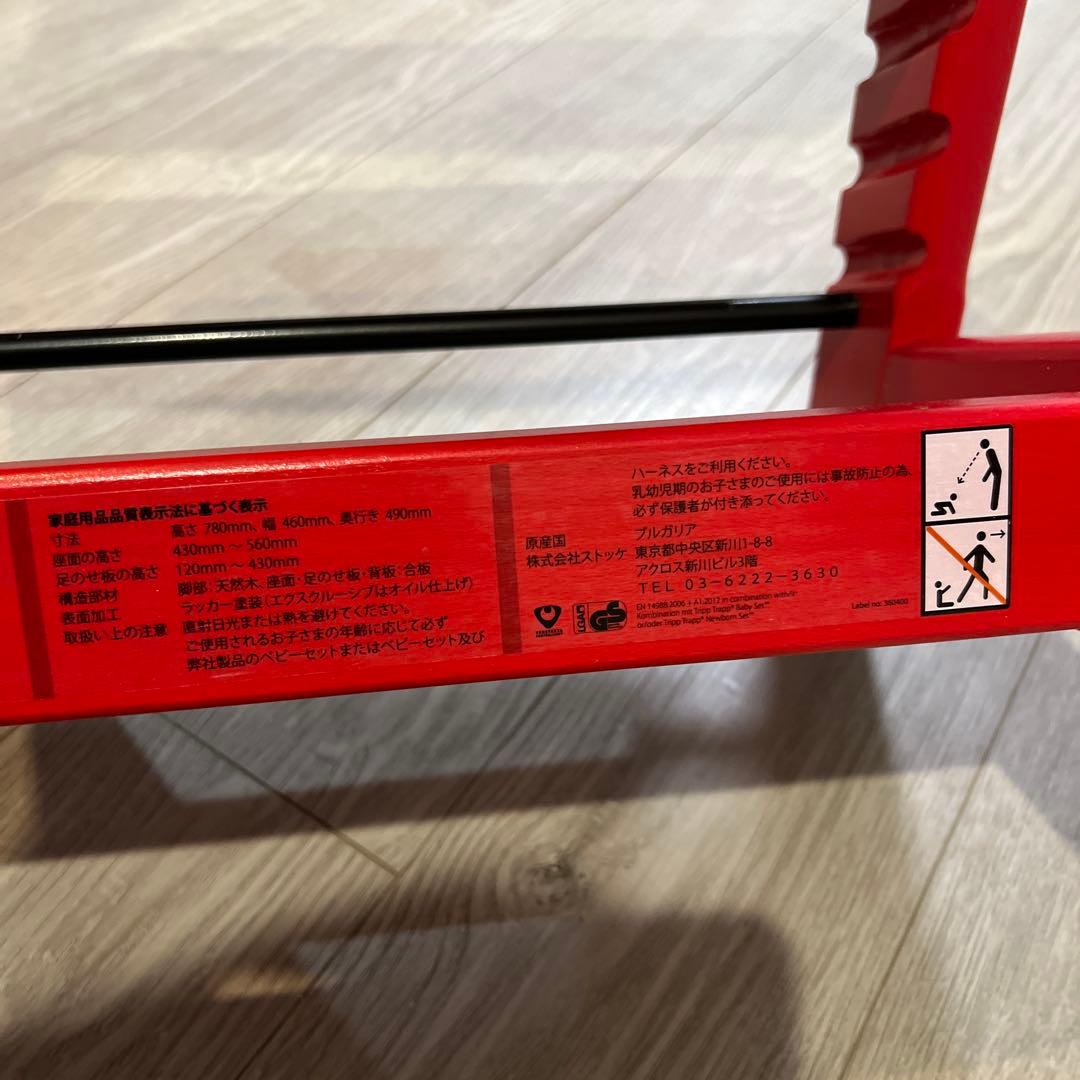 家庭用品品質表示法に基づく表示
寸法 高さ 780mm、幅 460mm、奥行き 490mm
座面の高さ 430mm ～ 560mm
足のせ板の高さ 120mm ～ 430mm
構造部材 脚部: 天然木、座面・足のせ板・背板: 合板
表面加工 ラッカー塗装(エクスクルーシブはオイル仕上げ)
取扱い上の注意 直射日光または熱を避けてください。
ご使用されるお子さまの年齢に応じて必ず
弊社製品のベビーセットまたはベビーセット及び
ハーネスをご利用ください。
乳幼児期のお子さまのご使用には事故防止の為、
必ず保護者が付き添ってください。
原産国 ブルガリア
株式会社ストッケ 東京都中央区新川1-8-8
アクロス新川ビル3階
TEL 03-6222-3630
LGAD
GS
EN 14988:2006 + A1:2012 in combination with/in
Kombination mit Tripp Trapp® Baby Set™
or/oder Tripp Trapp® Newborn Set™
Label no: 360400